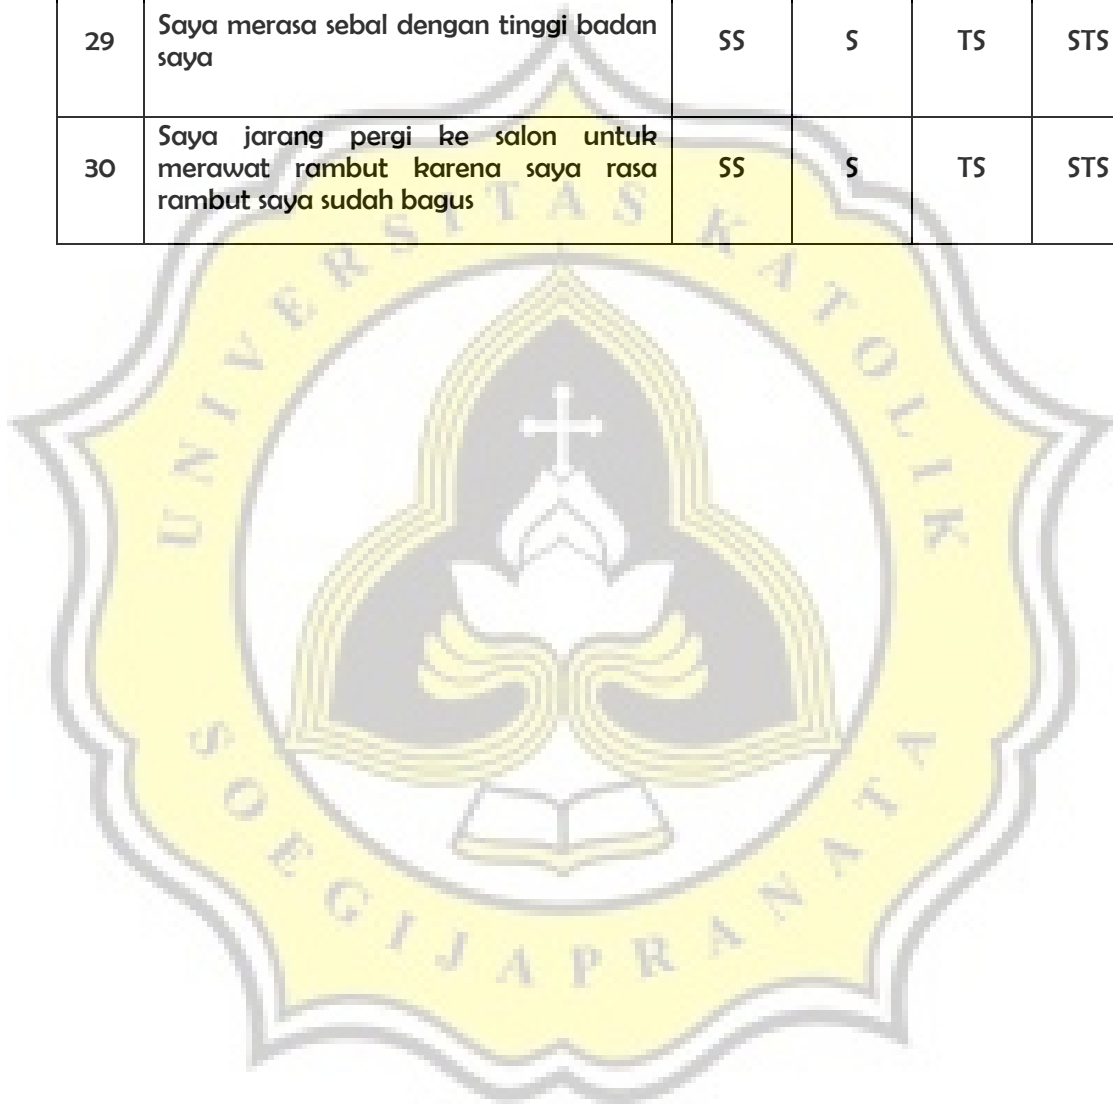 29 Saya merasa sebal dengan tinggi badan SS S TS STS
saya
Saya jarang pergi ke salon untuk
30 merawat rambut karena saya rasa SS S TS STS
rambut saya sudah bagus
UNIVERSITAS KATOLIK
SOEGIJAPRANATA